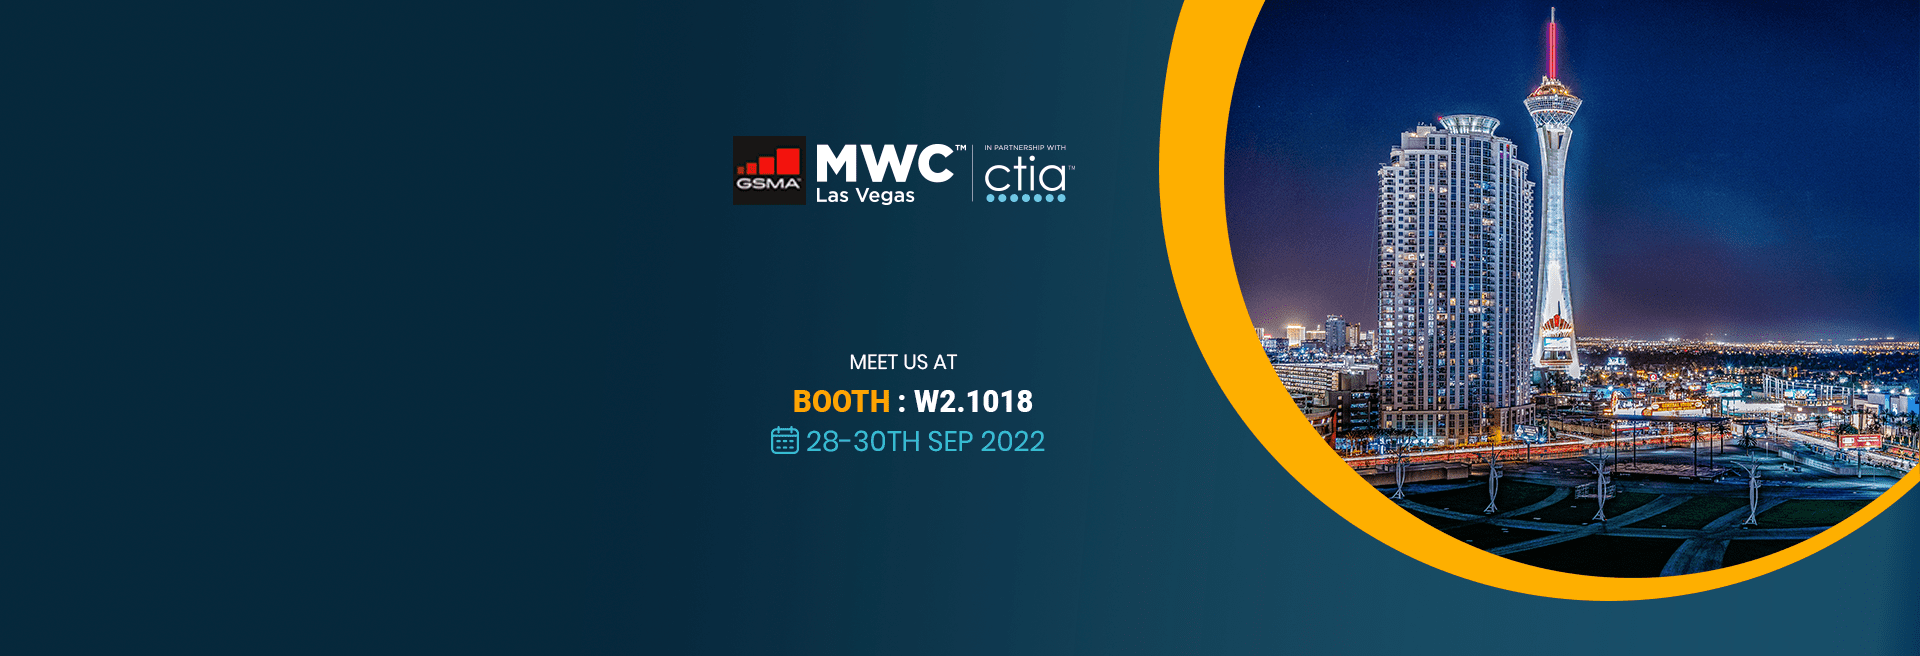 GSMA
MWC™
Las Vegas
IN PARTNERSHIP WITH
ctia™
MEET US AT
BOOTH : W2.1018
28-30TH SEP 2022